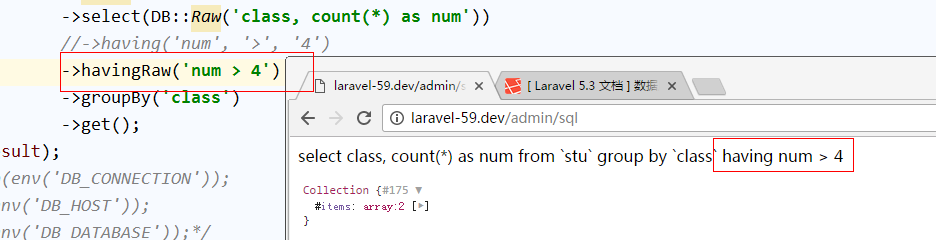 ->select(DB::Raw('class, count(*) as num'))
//->having('num', '>', '4')
->havingRaw('num > 4')
->groupBy('class')
->get();
sult);
(env('DB_CONNECTION'));
nv('DB_HOST'));
nv('DB_DATABASE'));*/
laravel-59.dev/admin/s
[ Laravel 5.3 文档 ] 数据
laravel-59.dev/admin/sql
select class, count(*) as num from `stu` group by `class` having num > 4
Collection {#175 ▼
#items: array:2 [▶]
}